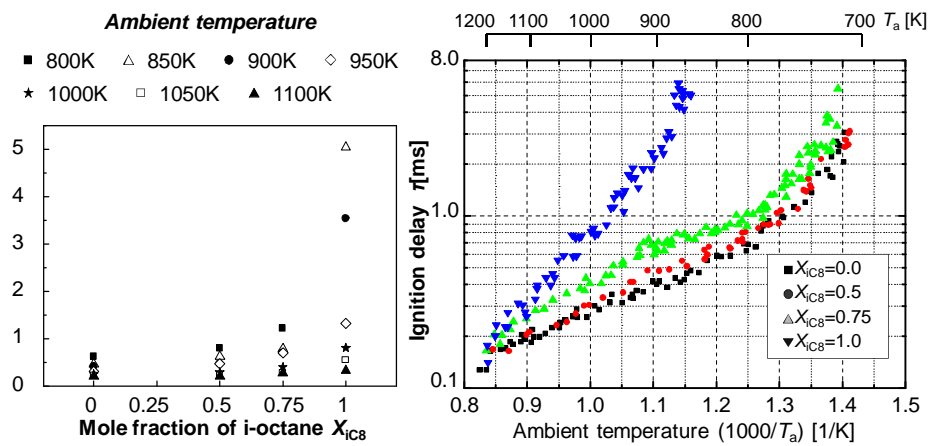 Ambient temperature
800K 850K 900K 950K
1000K 1050K 1100K
5
4
3
2
1
0
0 0.25 0.5 0.75 1
Mole fraction of i-octane XiC8
1200 1100 1000 900 800 700 Ta [K]
8.0
1.0
0.1
Ignition delay τ[ms]
XiC8=0.0
XiC8=0.5
XiC8=0.75
XiC8=1.0
0.8 0.9 1.0 1.1 1.2 1.3 1.4 1.5
Ambient temperature (1000/Ta) [1/K]